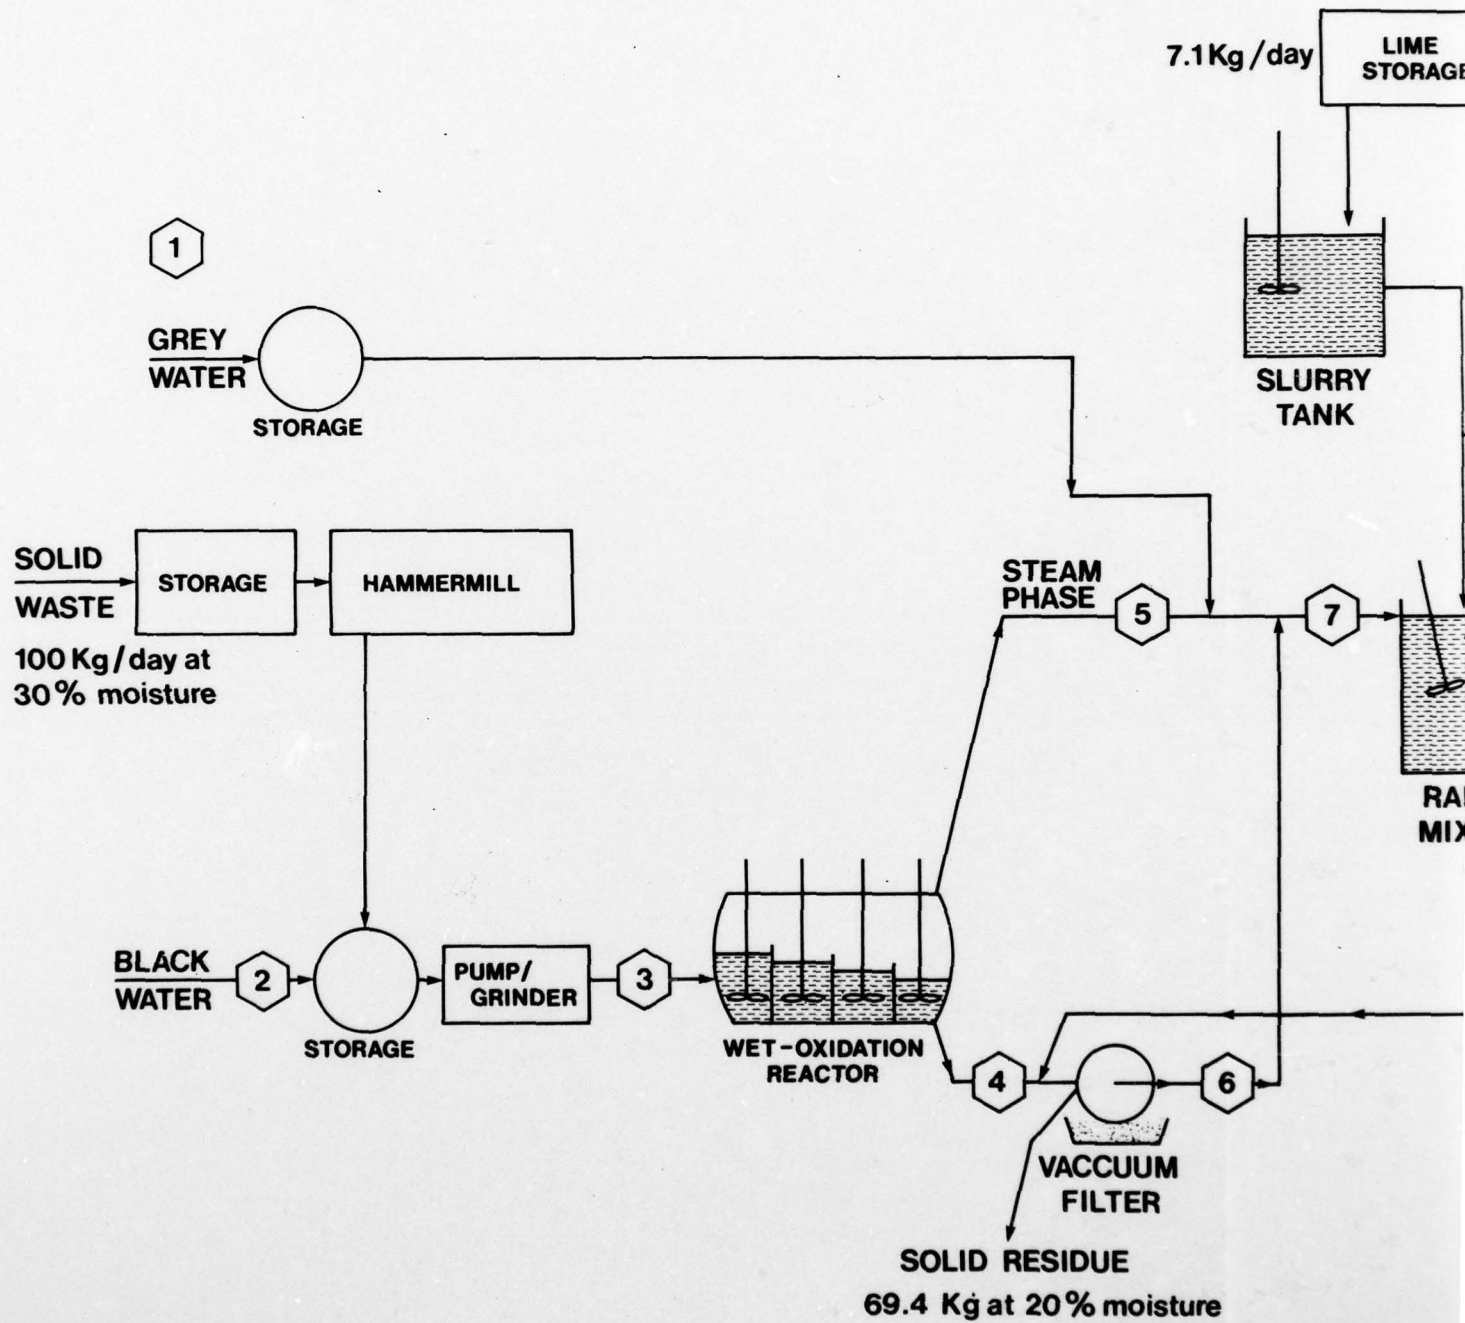 7.1Kg/day
LIME
STORAGE
1
GREY
WATER
STORAGE
SLURRY
TANK
SOLID
WASTE
STORAGE
HAMMERMILL
100 Kg/day at
30% moisture
STEAM
PHASE
5
7
BLACK
WATER
2
STORAGE
PUMP/
GRINDER
3
WET-OXIDATION
REACTOR
4
6
VACCUUM
FILTER
SOLID RESIDUE
69.4 Kg at 20% moisture